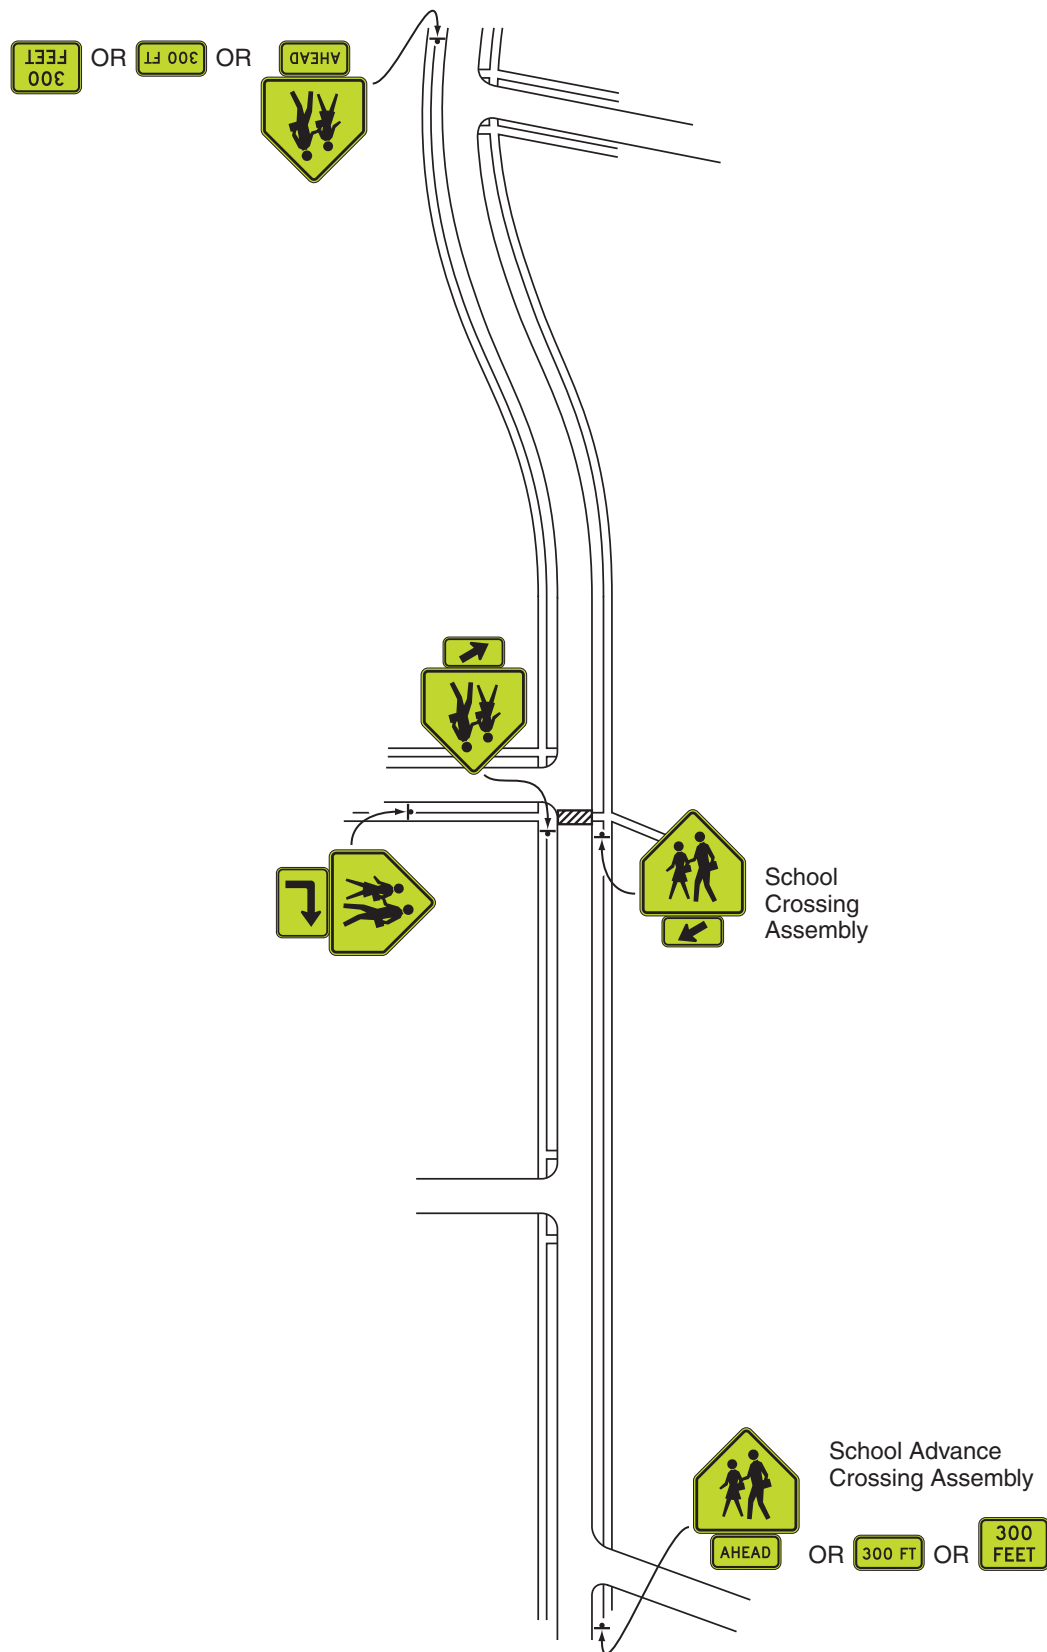 300
FEET
OR
300 FT
OR
AHEAD
School
Crossing
Assembly
School Advance
Crossing Assembly
AHEAD
OR
300 FT
OR
300
FEET